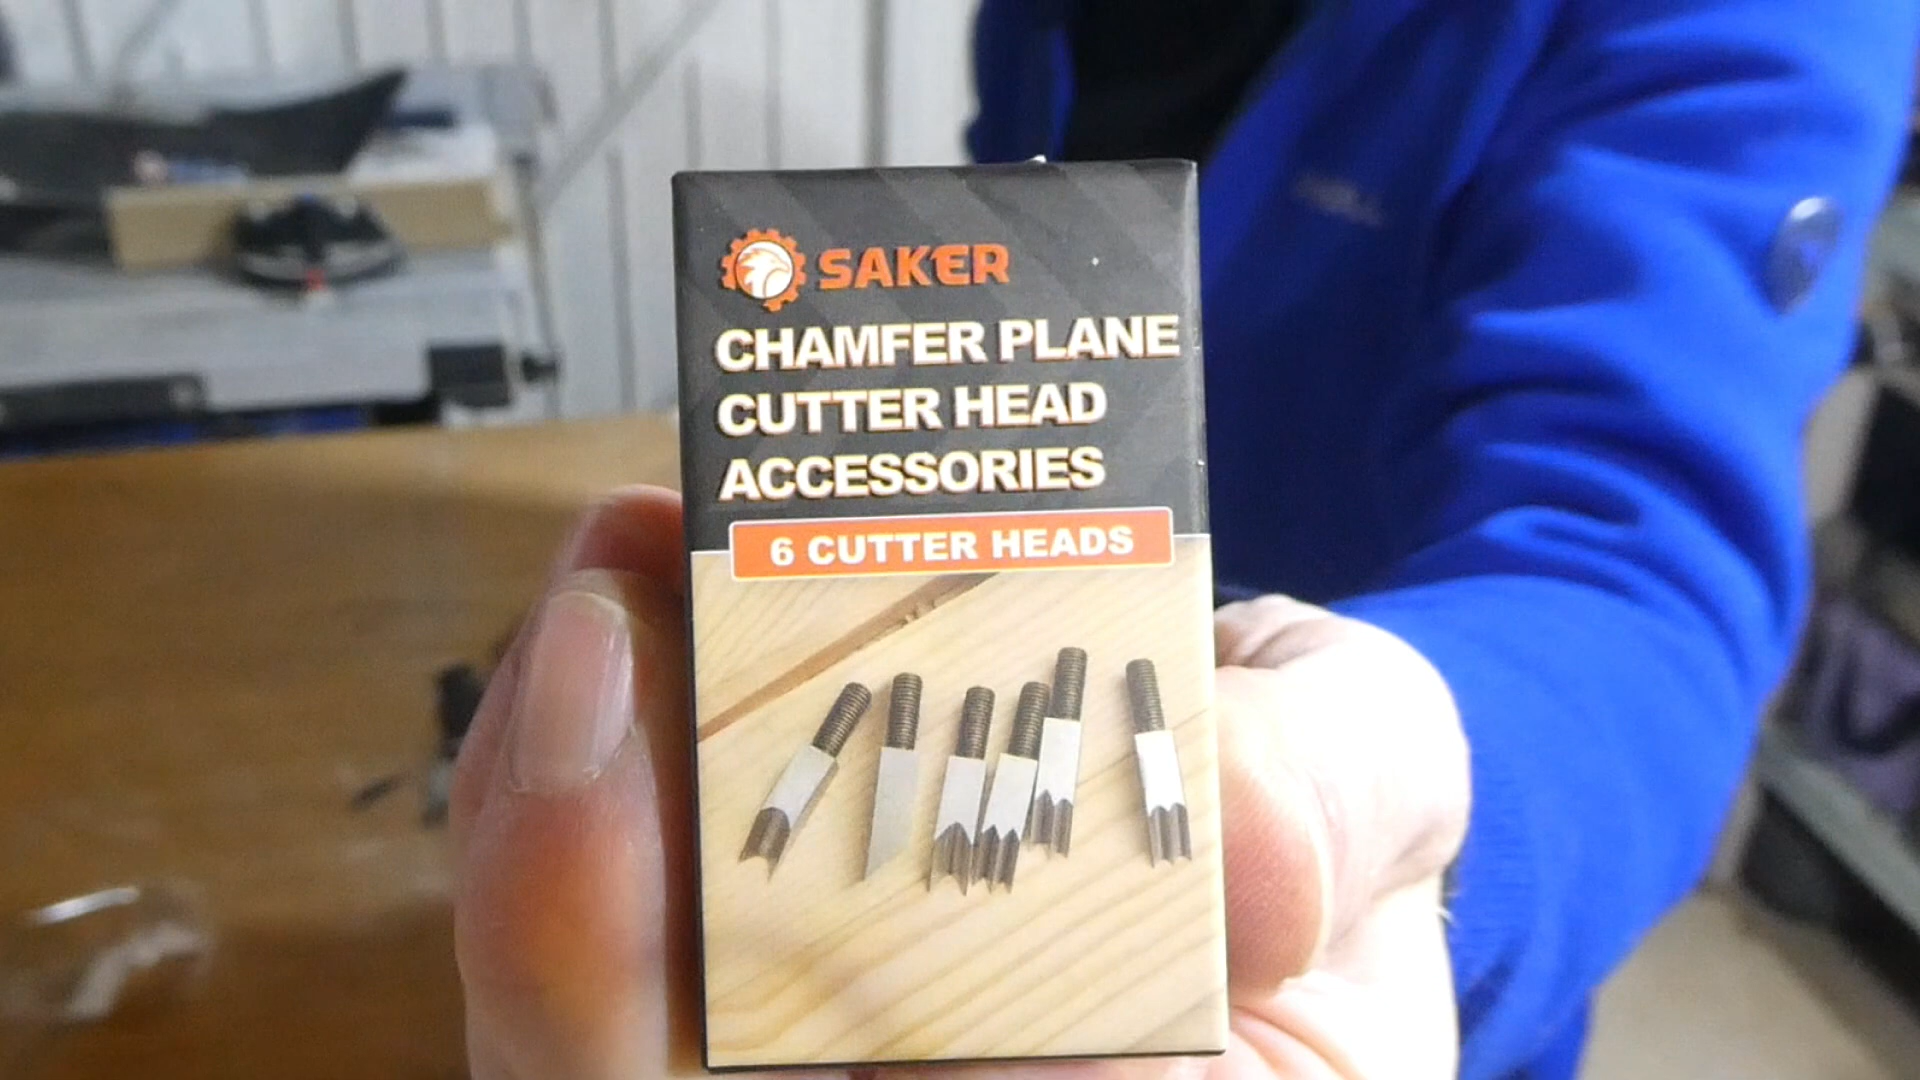 SAKER
CHAMFER PLANE
CUTTER HEAD
ACCESSORIES
6 CUTTER HEADS